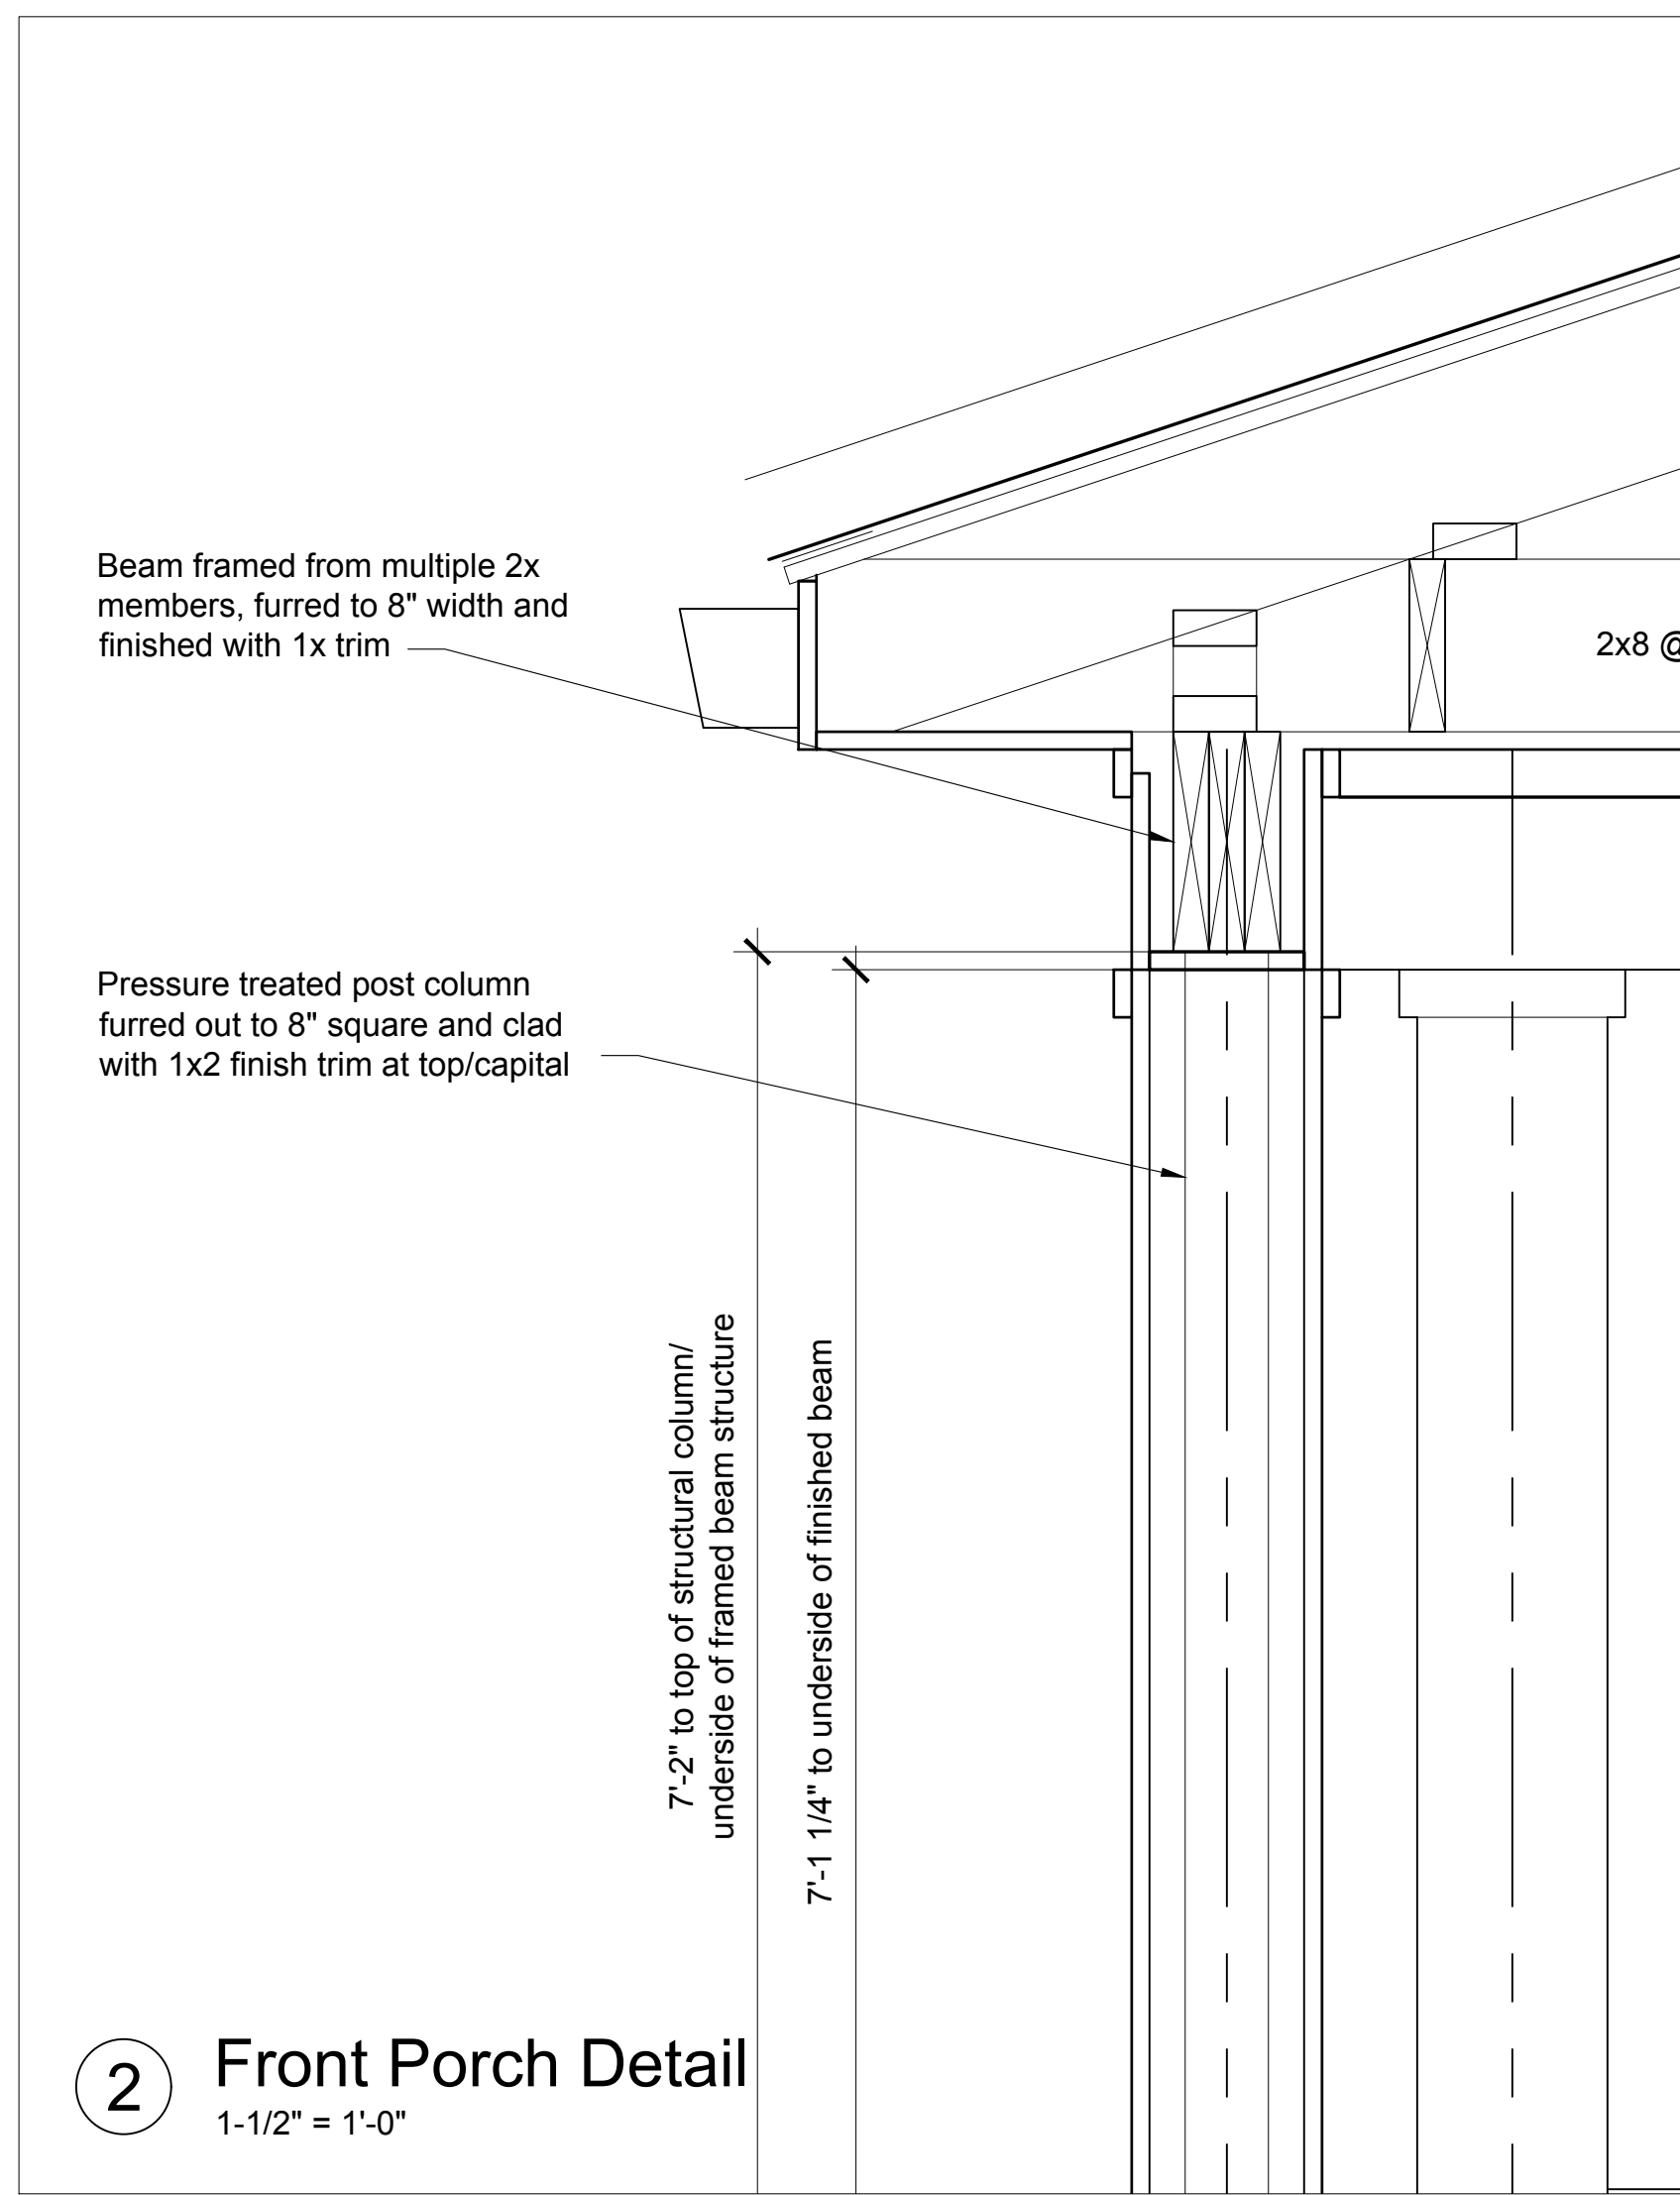 Beam framed from multiple 2x
members, furred to 8" width and
finished with 1x trim
2x8 @
Pressure treated post column
furred out to 8" square and clad
with 1x2 finish trim at top/capital
7'-2" to top of structural column/
underside of framed beam structure
7'-1 1/4" to underside of finished beam
2
Front Porch Detail
1-1/2" = 1'-0"